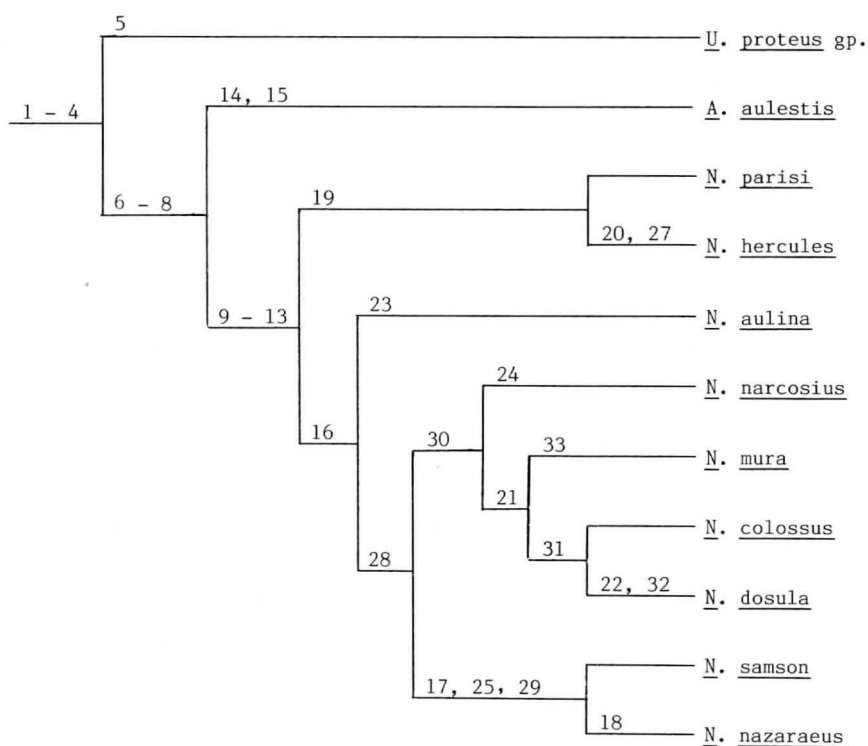 5
U. proteus gp.
14, 15
A. aulestis
1 - 4
N. parisi
6 - 8
19
20, 27
N. hercules
23
9 - 13
N. aulina
24
N. narcosius
16
30
33
N. mura
21
N. colossus
31
28
22, 32
N. dosula
N. samson
17, 25, 29
18
N. nazaraeus